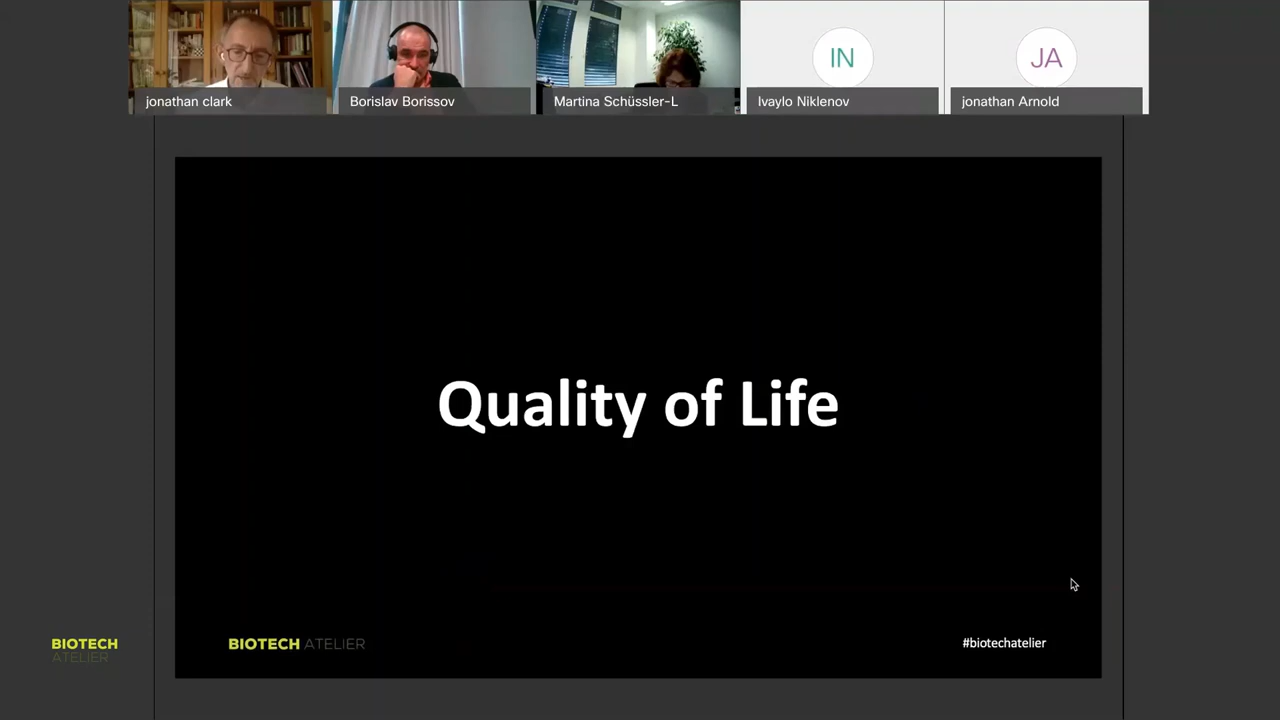 jonathan clark
Borislav Borissov
Martina Schüssler-L
IN
Ivaylo Niklenov
JA
jonathan Arnold
Quality of Life
BIOTECH ATELIER
#biotechatelier
BIOTECH
ATELIER